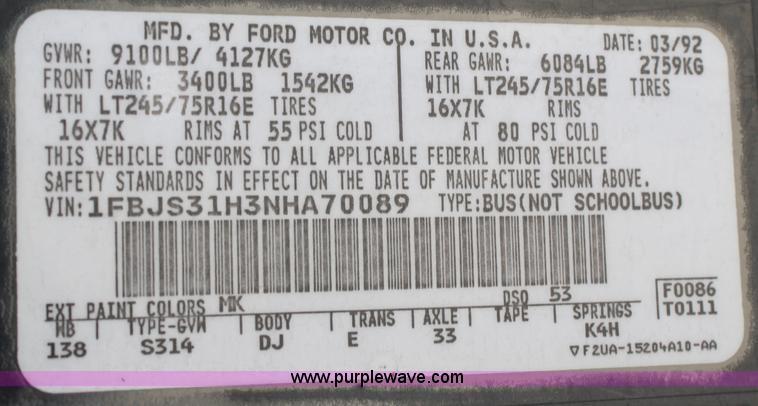 MFD. BY FORD MOTOR CO. IN U.S.A.
DATE: 03/92
GVWR: 9100LB/ 4127KG
REAR GAWR: 6084LB 2759KG
FRONT GAWR: 3400LB 1542KG
WITH LT245/75R16E TIRES
WITH LT245/75R16E TIRES
16X7K RIMS
16X7K RIMS AT 55 PSI COLD
AT 80 PSI COLD
THIS VEHICLE CONFORMS TO ALL APPLICABLE FEDERAL MOTOR VEHICLE
SAFETY STANDARDS IN EFFECT ON THE DATE OF MANUFACTURE SHOWN ABOVE.
VIN: 1FBJS31H3NHA70089 TYPE: BUS(NOT SCHOOLBUS)
EXT PAINT COLORS MK DSO 53
F0086
T0111
WB TYPE-GVW BODY TRANS AXLE TAPE SPRINGS
138 S314 DJ E 33 K4H
▽ F2UA-15204A10-AA
www.purplewave.com